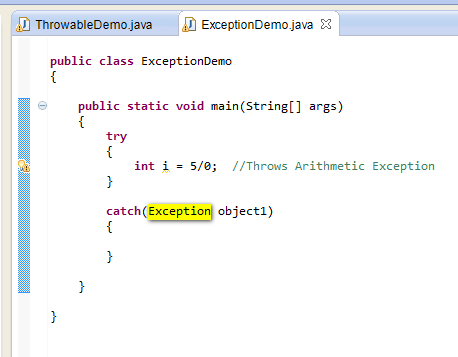 ThrowableDemo.java
ExceptionDemo.java
public class ExceptionDemo
{
public static void main(String[] args)
{
try
{
int i = 5/0;  //Throws Arithmetic Exception
}
catch(Exception object1)
{
}
}
}